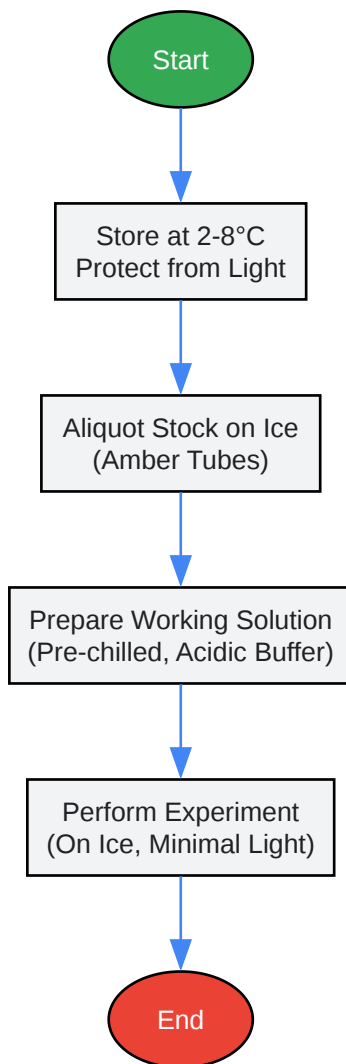 Start
Store at 2-8°C
Protect from Light
Aliquot Stock on Ice
(Amber Tubes)
Prepare Working Solution
(Pre-chilled, Acidic Buffer)
Perform Experiment
(On Ice, Minimal Light)
End